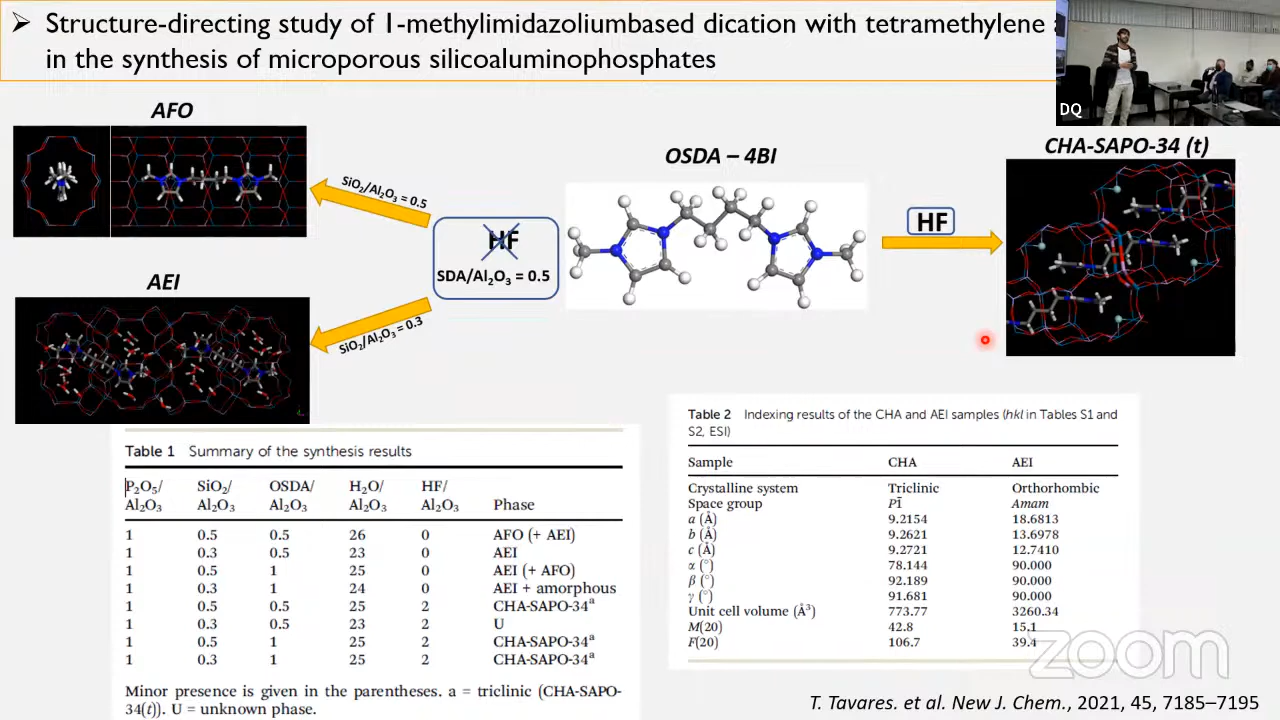 ➤ Structure-directing study of 1-methylimidazoliumbased dication with tetramethylene
in the synthesis of microporous silicoaluminophosphates
DQ
AFO
OSDA – 4BI
CHA-SAPO-34 (t)
SiO₂/Al₂O₃ = 0.5
HF
SDA/Al₂O₃ = 0.5
HF
AEI
SiO₂/Al₂O₃ = 0.3
Table 1 Summary of the synthesis results
P₂O₅/ SiO₂/ OSDA/ H₂O/ HF/
Al₂O₃ Al₂O₃ Al₂O₃ Al₂O₃ Al₂O₃ Phase
1 0.5 0.5 26 0 AFO (+ AEI)
1 0.3 0.5 23 0 AEI
1 0.5 1 25 0 AEI (+ AFO)
1 0.3 1 24 0 AEI + amorphous
1 0.5 0.5 25 2 CHA-SAPO-34ᵃ
1 0.3 0.5 23 2 U
1 0.5 1 25 2 CHA-SAPO-34ᵃ
1 0.3 1 25 2 CHA-SAPO-34ᵃ
Minor presence is given in the parentheses. a = triclinic (CHA-SAPO-
34(t)). U = unknown phase.
Table 2 Indexing results of the CHA and AEI samples (hkl in Tables S1 and
S2, ESI)
Sample CHA AEI
Crystalline system Triclinic Orthorhombic
Space group P1̄ Amam
a (Å) 9.2154 18.6813
b (Å) 9.2621 13.6978
c (Å) 9.2721 12.7410
α (°) 78.144 90.000
β (°) 92.189 90.000
γ (°) 91.681 90.000
Unit cell volume (Å³) 773.77 3260.34
M(20) 42.8 15.1
F(20) 106.7 39.4
zoom
T. Tavares. et al. New J. Chem., 2021, 45, 7185–7195